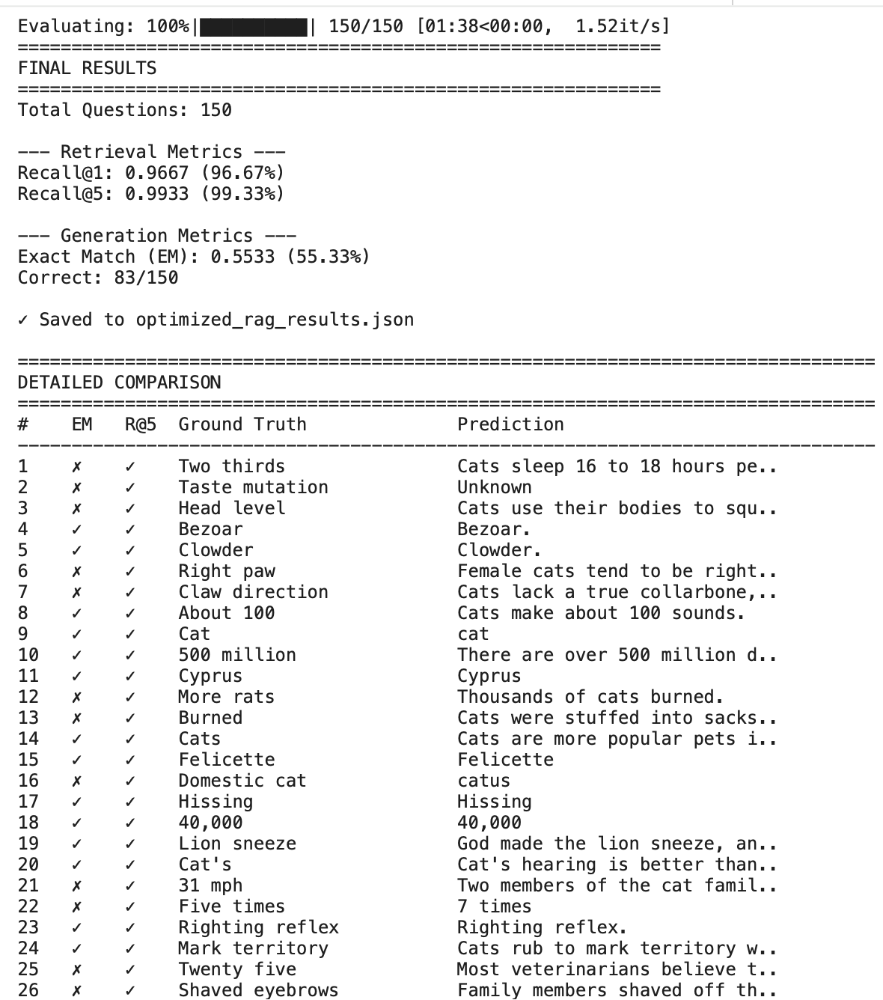 Evaluating: 100%|██████████| 150/150 [01:38<00:00,  1.52it/s]
============================================================
FINAL RESULTS
============================================================
Total Questions: 150
--- Retrieval Metrics ---
Recall@1: 0.9667 (96.67%)
Recall@5: 0.9933 (99.33%)
--- Generation Metrics ---
Exact Match (EM): 0.5533 (55.33%)
Correct: 83/150
✓ Saved to optimized_rag_results.json
================================================================================
DETAILED COMPARISON
================================================================================
#    EM   R@5  Ground Truth              Prediction
--------------------------------------------------------------------------------
1    ✗    ✓    Two thirds                Cats sleep 16 to 18 hours pe..
2    ✗    ✓    Taste mutation            Unknown
3    ✗    ✓    Head level                Cats use their bodies to squ..
4    ✓    ✓    Bezoar                    Bezoar.
5    ✓    ✓    Clowder                   Clowder.
6    ✗    ✓    Right paw                 Female cats tend to be right..
7    ✗    ✓    Claw direction            Cats lack a true collarbone,..
8    ✓    ✓    About 100                 Cats make about 100 sounds.
9    ✓    ✓    Cat                       cat
10   ✓    ✓    500 million               There are over 500 million d..
11   ✓    ✓    Cyprus                    Cyprus
12   ✗    ✓    More rats                 Thousands of cats burned.
13   ✗    ✓    Burned                    Cats were stuffed into sacks..
14   ✓    ✓    Cats                      Cats are more popular pets i..
15   ✓    ✓    Felicette                 Felicette
16   ✗    ✓    Domestic cat              catus
17   ✓    ✓    Hissing                   Hissing
18   ✓    ✓    40,000                    40,000
19   ✓    ✓    Lion sneeze               God made the lion sneeze, an..
20   ✓    ✓    Cat's                     Cat's hearing is better than..
21   ✗    ✓    31 mph                    Two members of the cat famil..
22   ✗    ✓    Five times                7 times
23   ✓    ✓    Righting reflex           Righting reflex.
24   ✓    ✓    Mark territory            Cats rub to mark territory w..
25   ✗    ✓    Twenty five               Most veterinarians believe t..
26   ✗    ✓    Shaved eyebrows           Family members shaved off th..